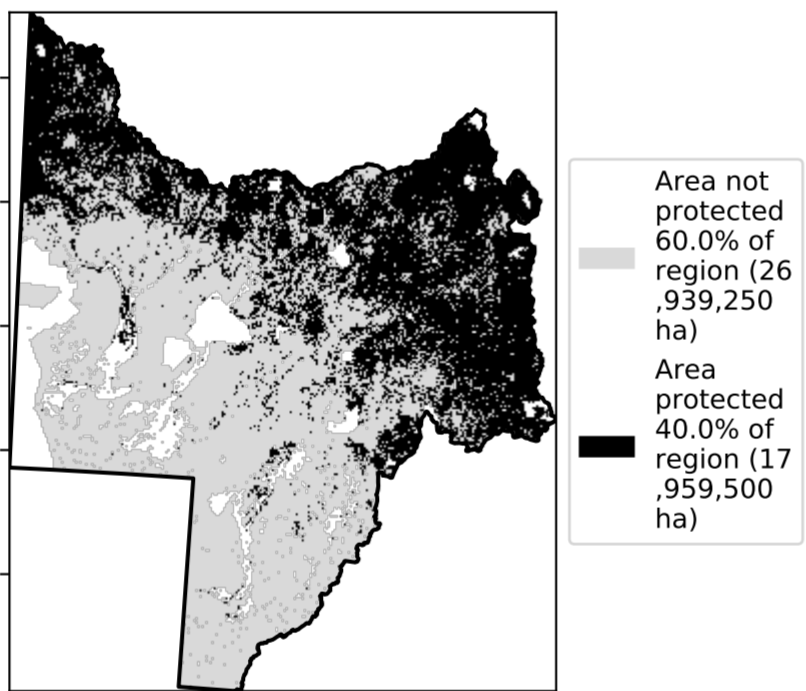 Area not
protected
60.0% of
region (26
,939,250
ha)
Area
protected
40.0% of
region (17
,959,500
ha)